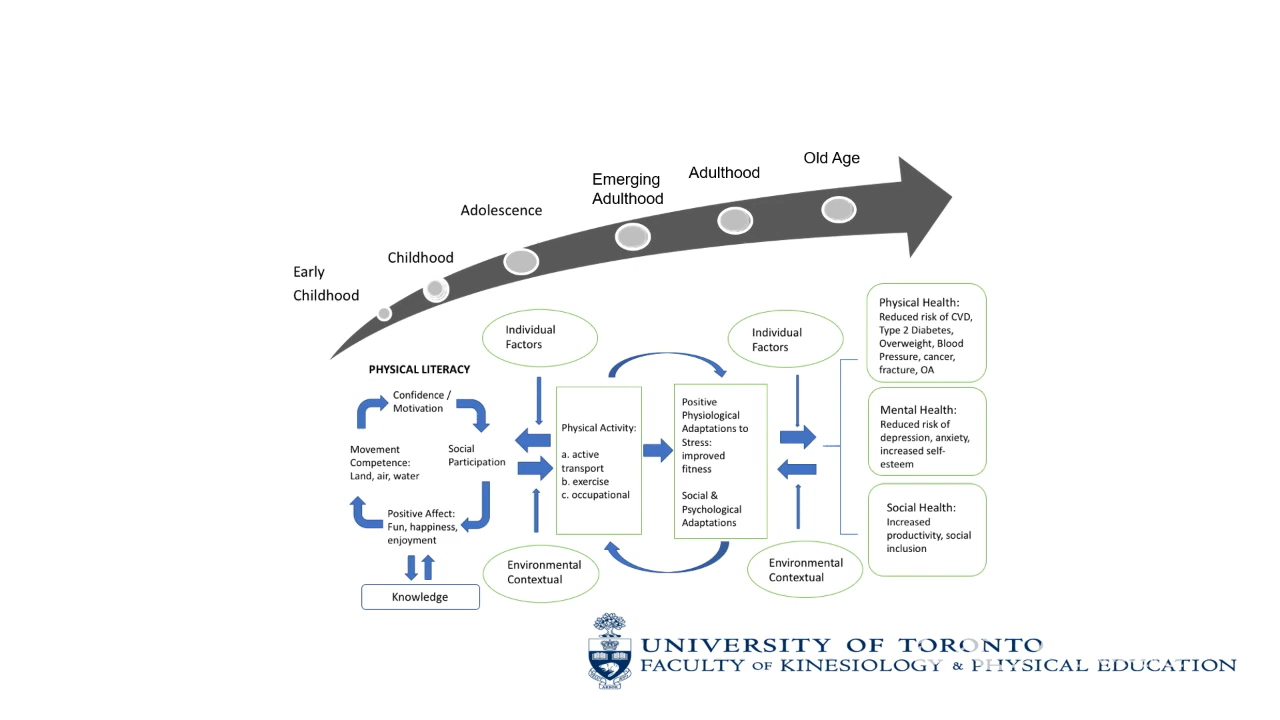 Old Age
Adulthood
Emerging
Adulthood
Adolescence
Childhood
Early
Childhood
PHYSICAL LITERACY
Confidence /
Motivation
Social
Participation
Positive Affect:
Fun, happiness,
enjoyment
Movement
Competence:
Land, air, water
Knowledge
Individual
Factors
Environmental
Contextual
Physical Activity:
a. active
transport
b. exercise
c. occupational
Positive
Physiological
Adaptations to
Stress:
improved
fitness
Social &
Psychological
Adaptations
Individual
Factors
Environmental
Contextual
Physical Health:
Reduced risk of CVD,
Type 2 Diabetes,
Overweight, Blood
Pressure, cancer,
fracture, OA
Mental Health:
Reduced risk of
depression, anxiety,
increased self-
esteem
Social Health:
Increased
productivity, social
inclusion
UNIVERSITY OF TORONTO
FACULTY OF KINESIOLOGY & PHYSICAL EDUCATION